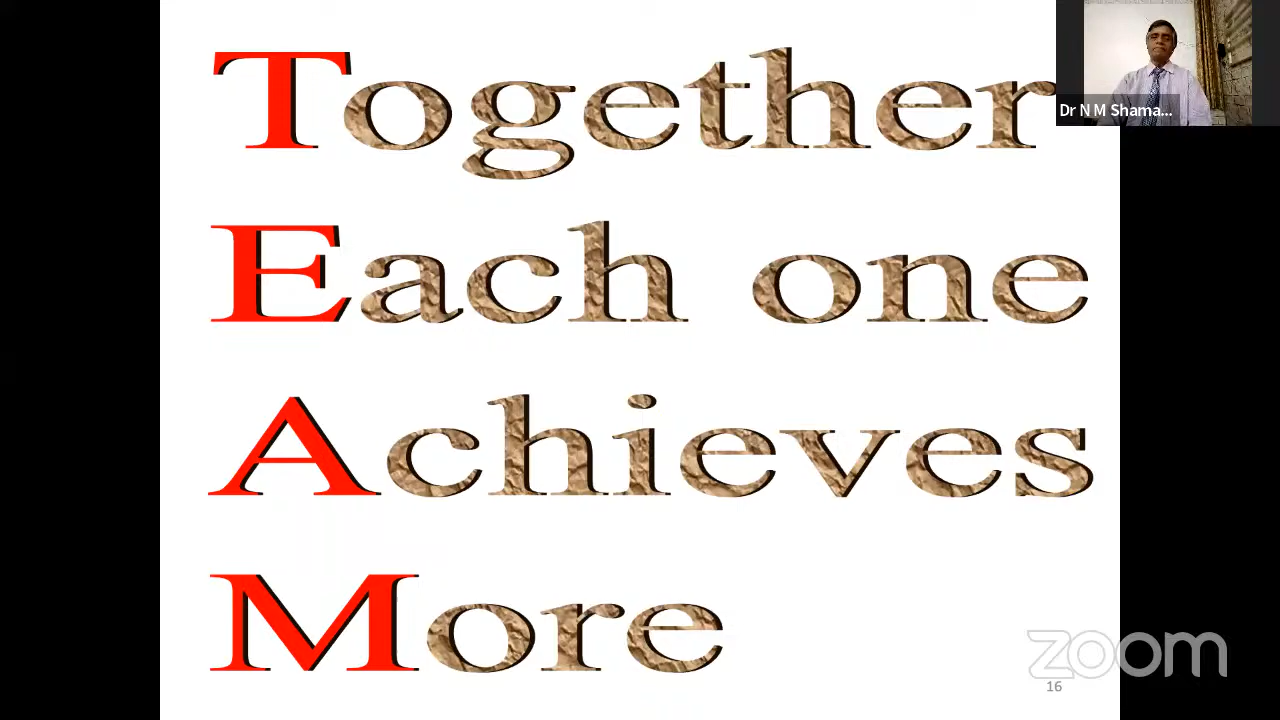 Together
Dr N M Shama...
Each one
Achieves
More
zoom
16